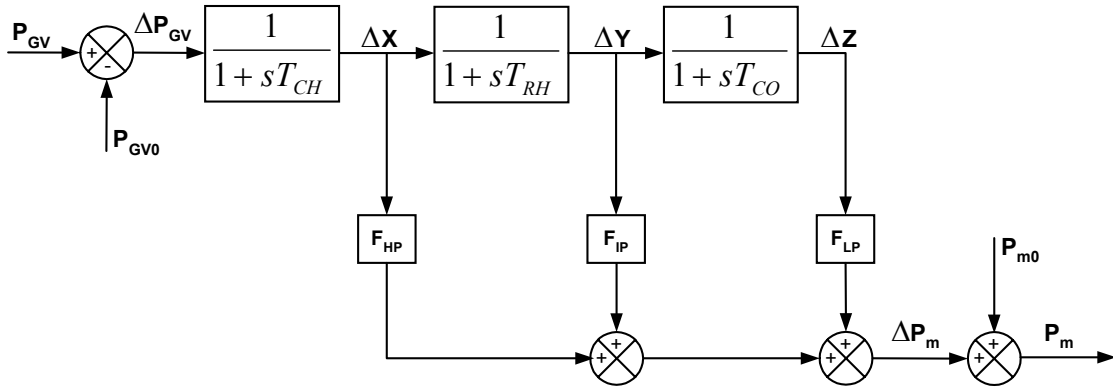 P_GV
ΔP_GV
+
-
P_GV0
1
1 + sT_CH
ΔX
1
1 + sT_RH
ΔY
1
1 + sT_CO
ΔZ
F_HP
F_IP
F_LP
P_m0
+
+
+
+
ΔP_m
+
+
P_m